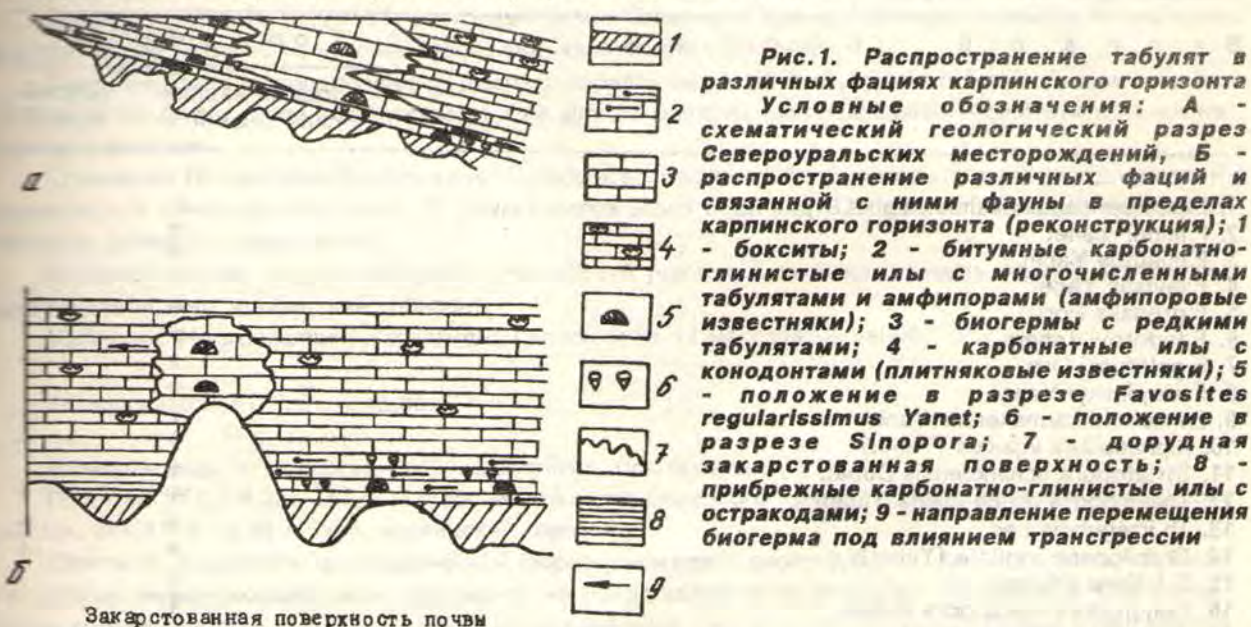 а
Б
1
2
3
4
5
6
7
8
9
Рис.1. Распространение табулят в
различных фациях карпинского горизонта
Условные обозначения: А -
схематический геологический разрез
Североуральских месторождений, Б -
распространение различных фаций и
связанной с ними фауны в пределах
карпинского горизонта (реконструкция); 1
- бокситы; 2 - битумные карбонатно-
глинистые илы с многочисленными
табулятами и амфипорами (амфипоровые
известняки); 3 - биогермы с редкими
табулятами; 4 - карбонатные илы с
конодонтами (плитняковые известняки); 5
- положение в разрезе Favosites
regularissimus Yanet; 6 - положение в
разрезе Sinopora; 7 - дорудная
закарстованная поверхность; 8 -
прибрежные карбонатно-глинистые илы с
остракодами; 9 - направление перемещения
биогерма под влиянием трансгрессии
Закарстованная поверхность почвы